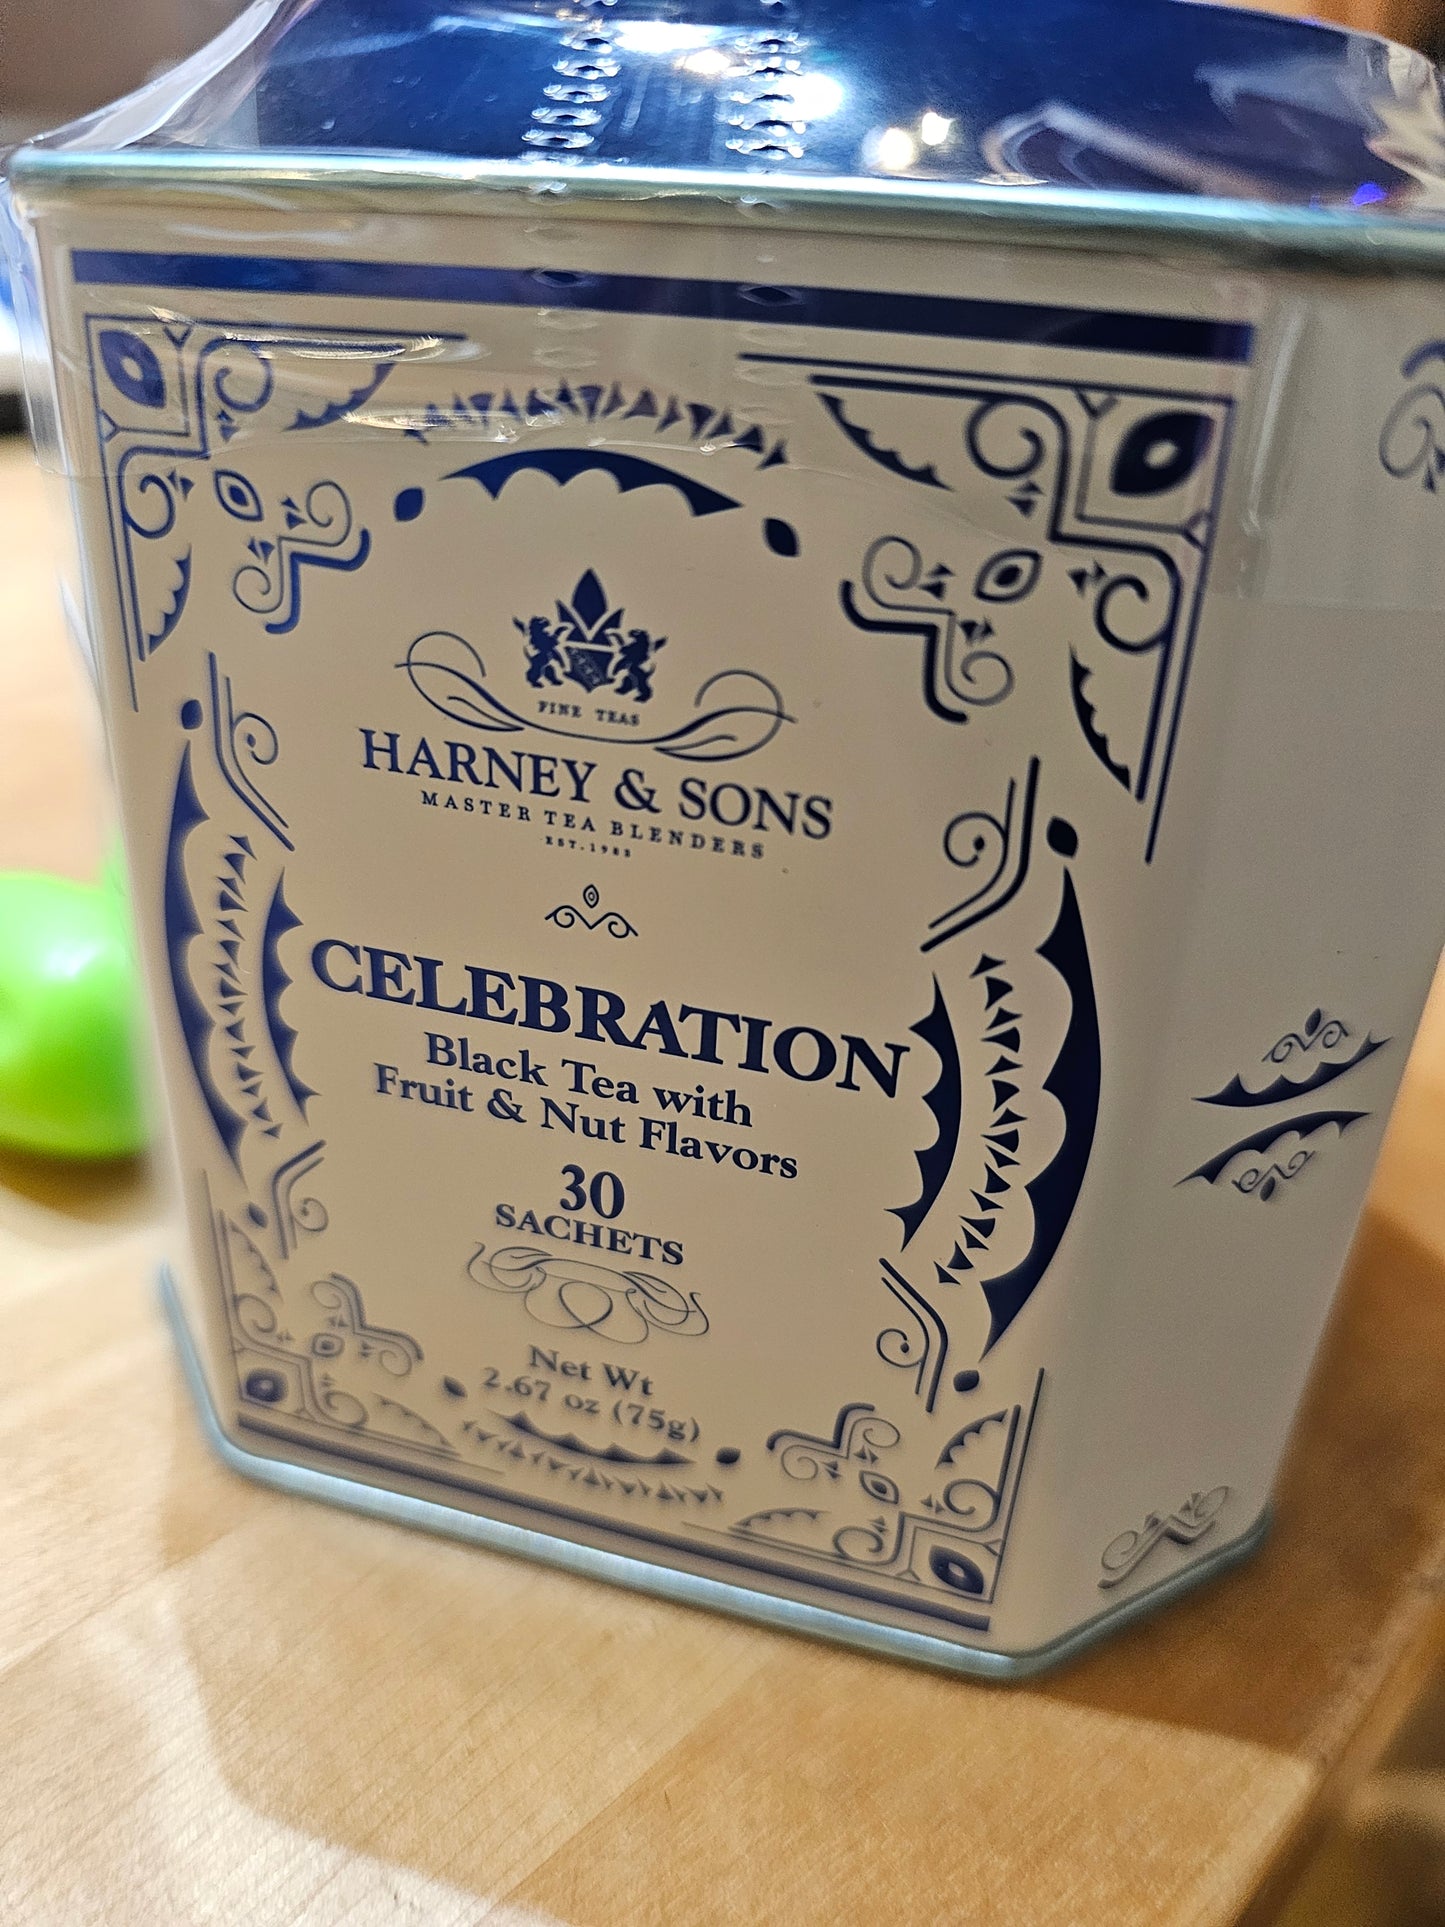 FINE TEAS
HARNEY & SONS
MASTER TEA BLENDERS
EST. 1983
CELEBRATION
Black Tea with
Fruit & Nut Flavors
30
SACHETS
Net Wt
2.67 oz (75g)